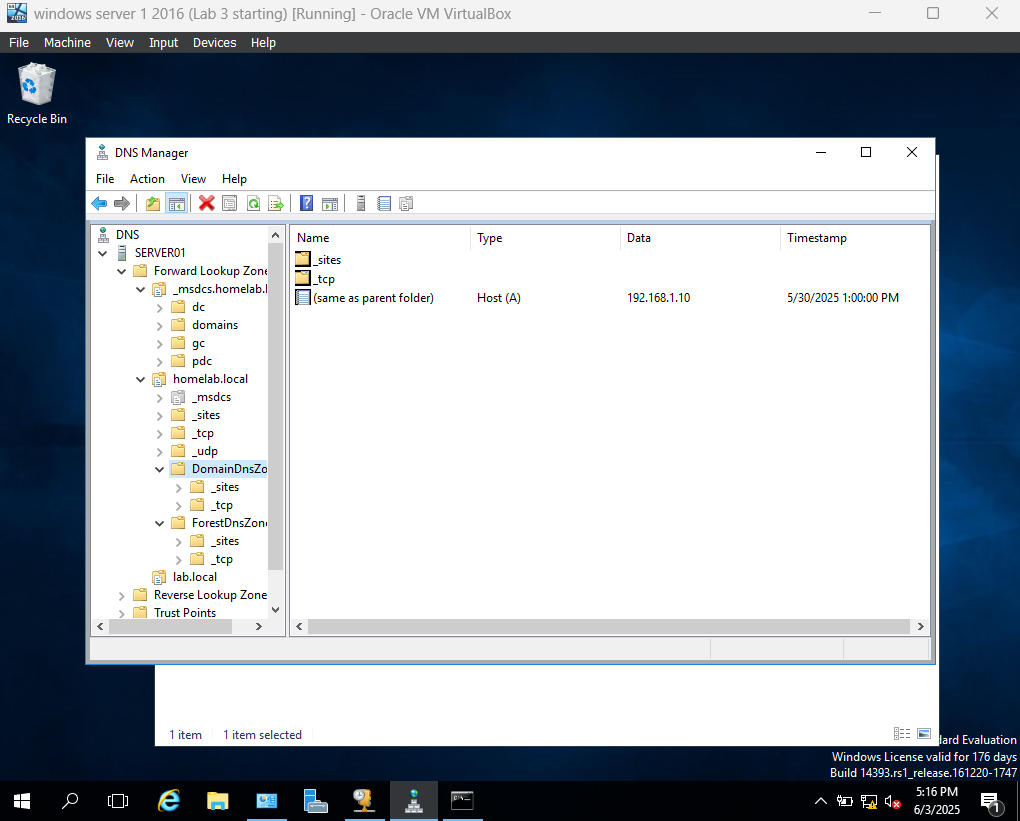 windows server 1 2016 (Lab 3 starting) [Running] - Oracle VM VirtualBox
File Machine View Input Devices Help
Recycle Bin
DNS Manager
File Action View Help
Name Type Data Timestamp
_sites
_tcp
(same as parent folder) Host (A) 192.168.1.10 5/30/2025 1:00:00 PM
DNS
SERVER01
Forward Lookup Zone
_msdcs.homelab.l
dc
domains
gc
pdc
homelab.local
_msdcs
_sites
_tcp
_udp
DomainDnsZo
_sites
_tcp
ForestDnsZon
_sites
_tcp
lab.local
Reverse Lookup Zone
Trust Points
1 item 1 item selected
dard Evaluation
Windows License valid for 176 days
Build 14393.rs1_release.161220-1747
5:16 PM
6/3/2025
1